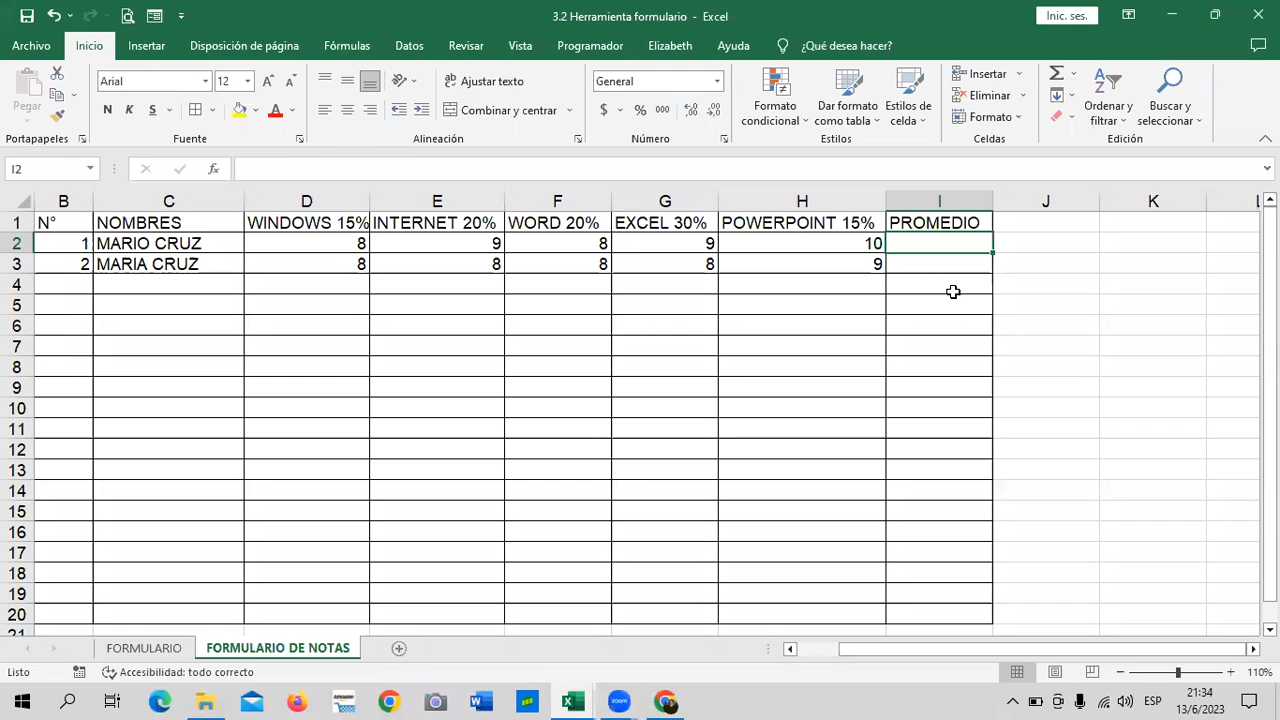 3.2 Herramienta formulario - Excel
Inic. ses.
Archivo Inicio Insertar Disposición de página Fórmulas Datos Revisar Vista Programador Elizabeth Ayuda ¿Qué desea hacer?
Pegar
Arial 12
Ajustar texto
General
Formato condicional
Dar formato como tabla
Estilos de celda
Insertar
Eliminar
Formato
Ordenar y filtrar
Buscar y seleccionar
N K S
Combinar y centrar
$ % 000
Portapapeles Fuente Alineación Número Estilos Celdas Edición
I2 fx
B C D E F G H I J K L
1 N° NOMBRES WINDOWS 15% INTERNET 20% WORD 20% EXCEL 30% POWERPOINT 15% PROMEDIO
2 1 MARIO CRUZ 8 9 8 9 10
3 2 MARIA CRUZ 8 8 8 8 9
4
5
6
7
8
9
10
11
12
13
14
15
16
17
18
19
20
21
FORMULARIO FORMULARIO DE NOTAS
Listo Accesibilidad: todo correcto 110%
zoom
ESP
21:34
13/6/2023